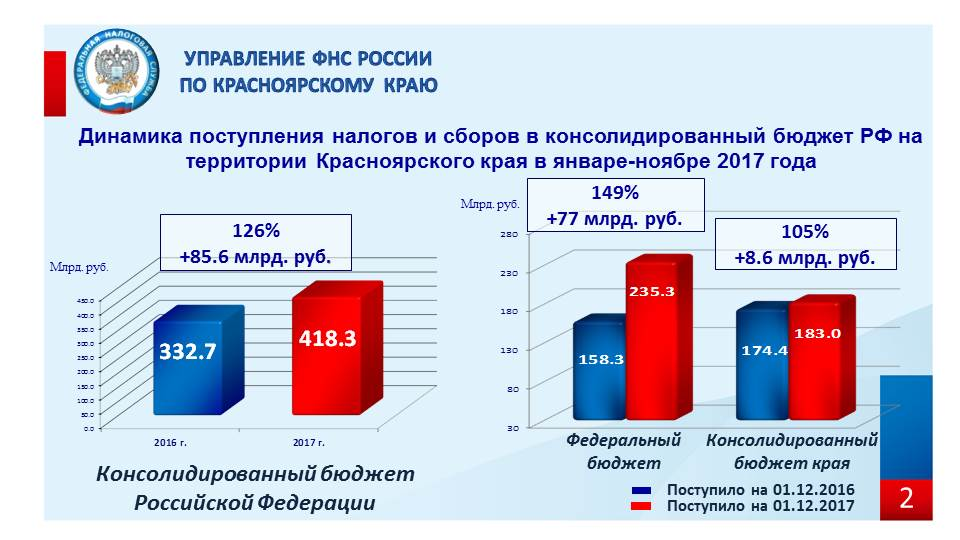 ФЕДЕРАЛЬНАЯ НАЛОГОВАЯ СЛУЖБА
УПРАВЛЕНИЕ ФНС РОССИИ
ПО КРАСНОЯРСКОМУ КРАЮ
Динамика поступления налогов и сборов в консолидированный бюджет РФ на
территории Красноярского края в январе-ноябре 2017 года
126%
+85.6 млрд. руб.
Млрд. руб.
450.0
400.0
350.0
300.0
250.0
200.0
150.0
100.0
50.0
0.0
332.7
418.3
2016 г.
2017 г.
Консолидированный бюджет
Российской Федерации
Млрд. руб.
149%
+77 млрд. руб.
105%
+8.6 млрд. руб.
280
230
180
130
80
30
158.3
235.3
174.4
183.0
Федеральный
бюджет
Консолидированный
бюджет края
Поступило на 01.12.2016
Поступило на 01.12.2017
2